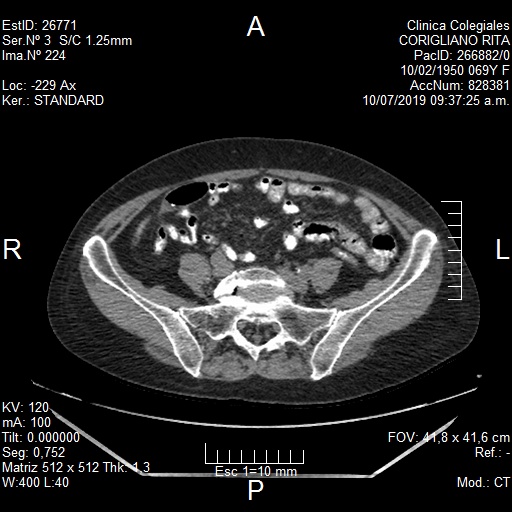 EstID: 26771
Ser.Nº 3 S/C 1.25mm
Ima.Nº 224
Loc: -229 Ax
Ker.: STANDARD
A
Clinica Colegiales
CORIGLIANO RITA
PacID: 266882/0
10/02/1950 069Y F
AccNum: 828381
10/07/2019 09:37:25 a.m.
R
L
KV: 120
mA: 100
Tilt: 0.000000
Seg: 0,752
Matriz 512 x 512 Thk: 1.3
W:400 L:40
Esc 1=10 mm
P
FOV: 41,8 x 41,6 cm
Ref.: -
Mod.: CT